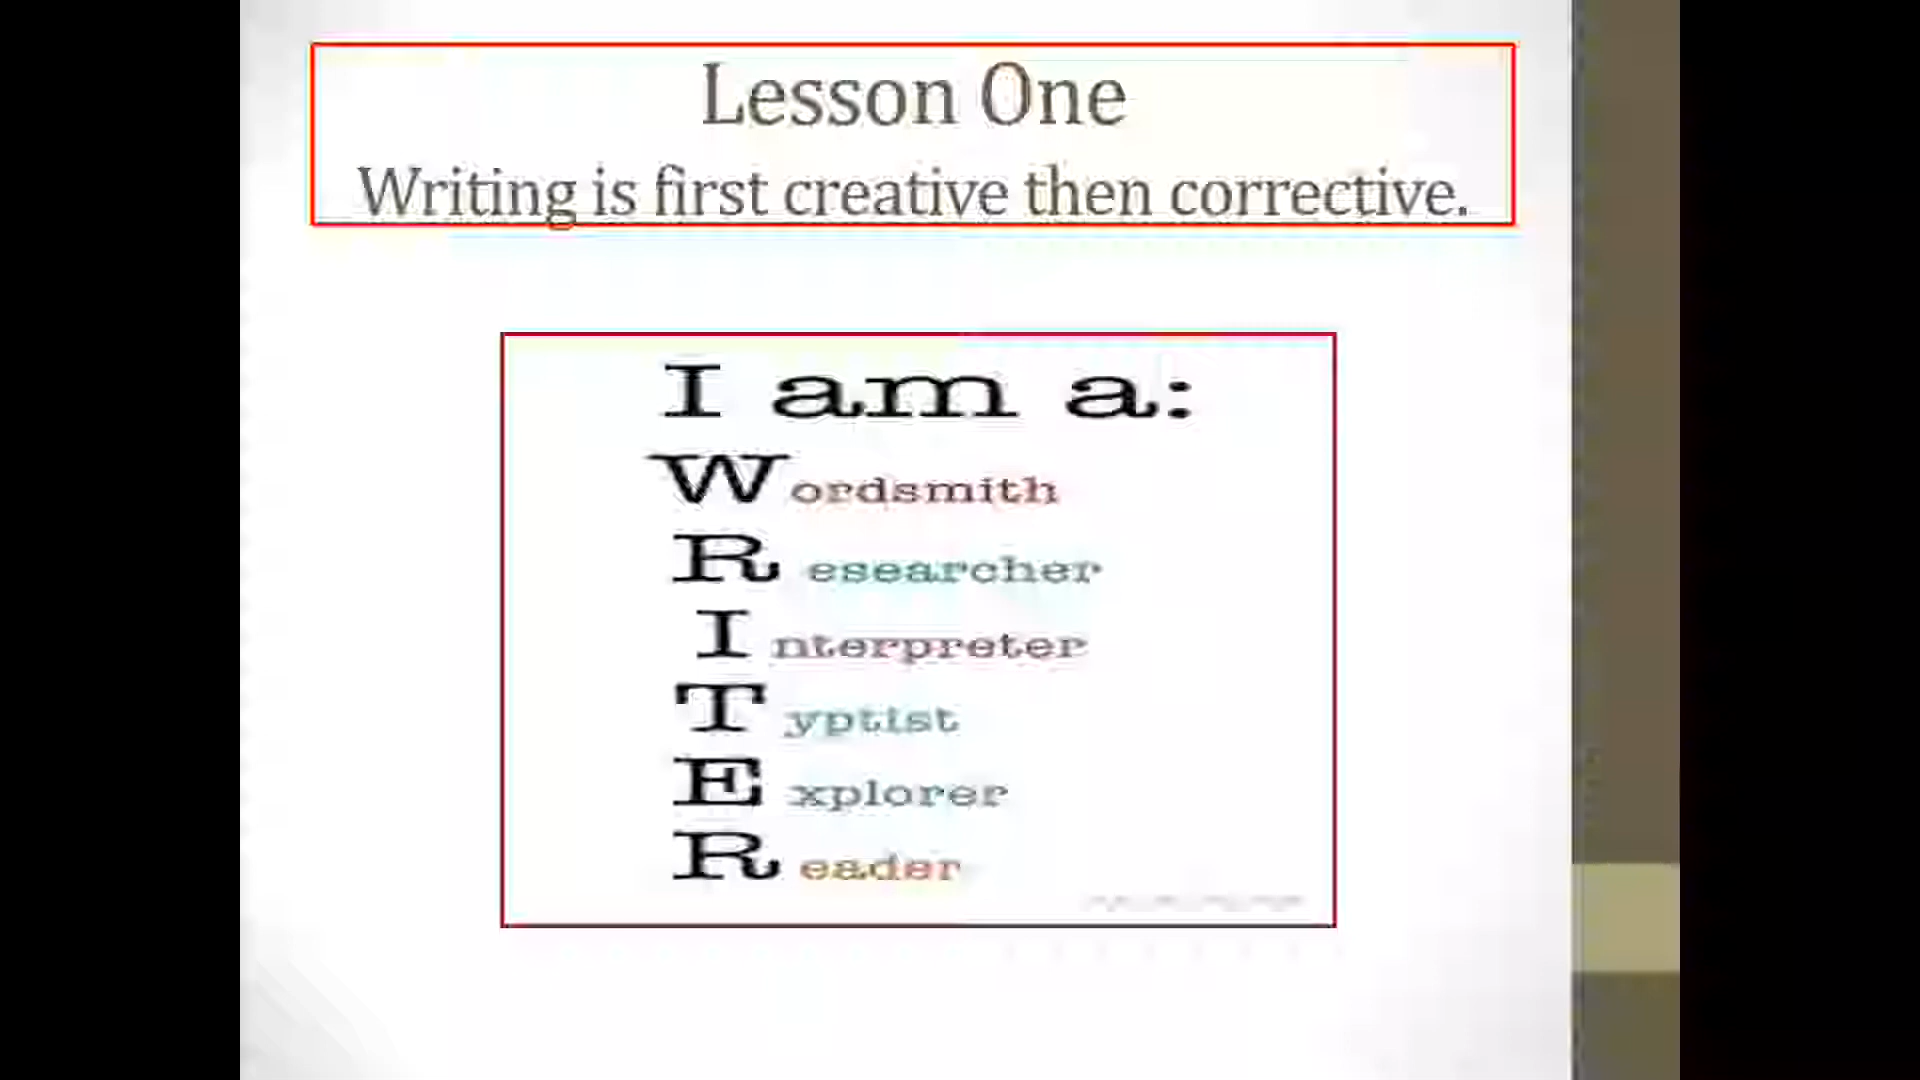 Lesson One
Writing is first creative then corrective.
I am a:
Wordsmith
Researcher
Interpreter
Typtist
Explorer
Reader